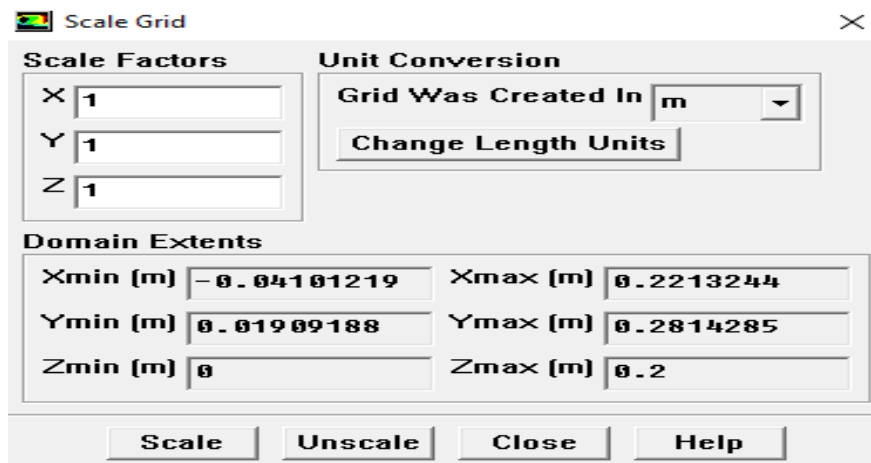 Scale Grid
Scale Factors
X 1
Y 1
Z 1
Unit Conversion
Grid Was Created In m
Change Length Units
Domain Extents
Xmin (m) -0.04101219 Xmax (m) 0.2213244
Ymin (m) 0.01909188 Ymax (m) 0.2814285
Zmin (m) 0 Zmax (m) 0.2
Scale Unscale Close Help